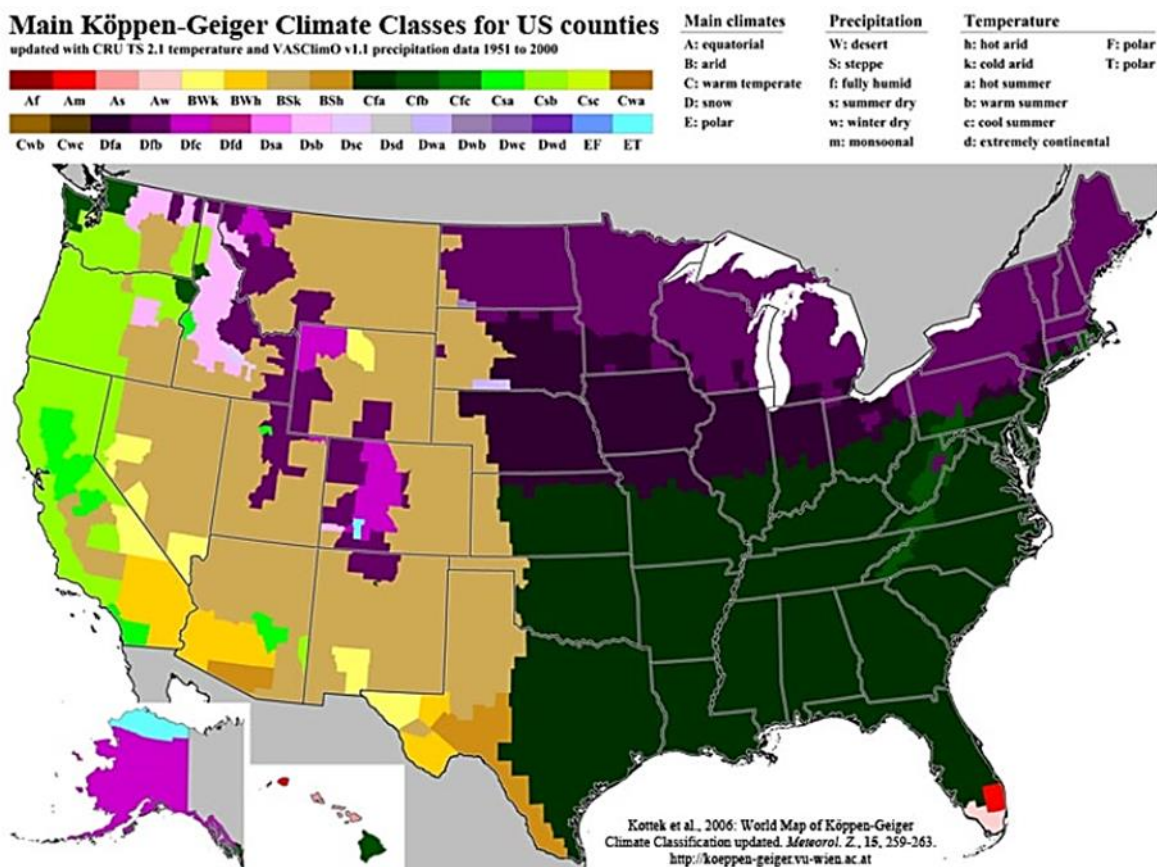 Main Köppen-Geiger Climate Classes for US counties
updated with CRU TS 2.1 temperature and VASClimO v1.1 precipitation data 1951 to 2000
Af Am As Aw BWk BWh BSk BSh Cfa Cfb Cfc Csa Csb Csc Cwa
Cwb Cwc Dfa Dfb Dfc Dfd Dsa Dsb Dsc Dsd Dwa Dwb Dwc Dwd EF ET
Main climates
A: equatorial
B: arid
C: warm temperate
D: snow
E: polar
Precipitation
W: desert
S: steppe
f: fully humid
s: summer dry
w: winter dry
m: monsoonal
Temperature
h: hot arid F: polar
k: cold arid T: polar
a: hot summer
b: warm summer
c: cool summer
d: extremely continental
Kottek et al., 2006: World Map of Köppen-Geiger
Climate Classification updated. Meteorol. Z., 15, 259-263.
http://koeppen-geiger.vu-wien.ac.at